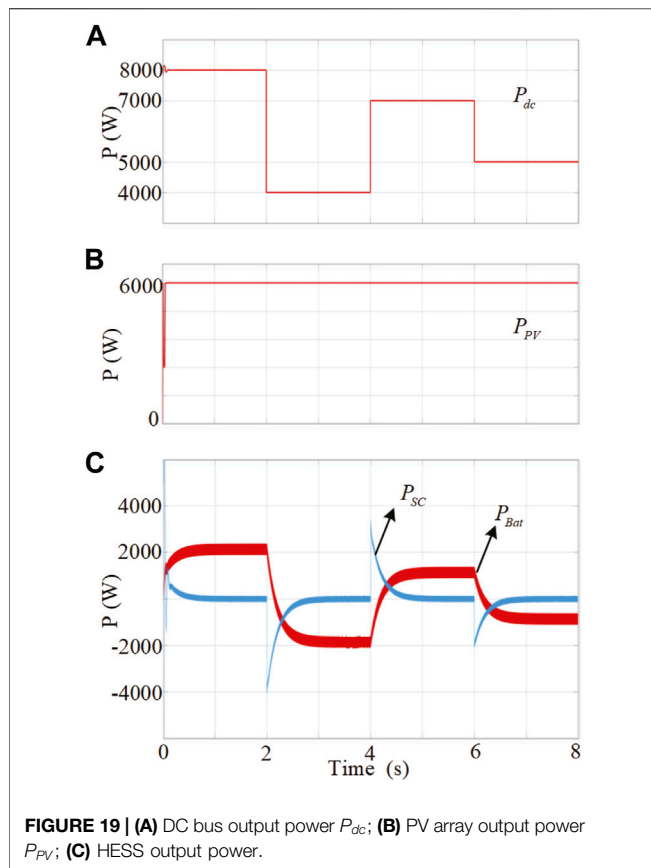 A
P (W)
8000
7000
5000
4000
P_dc
B
P (W)
6000
0
P_PV
C
P (W)
4000
2000
0
-2000
-4000
P_SC
P_Bat
0 2 4 6 8
Time (s)
FIGURE 19 | (A) DC bus output power P_dc; (B) PV array output power
P_PV; (C) HESS output power.